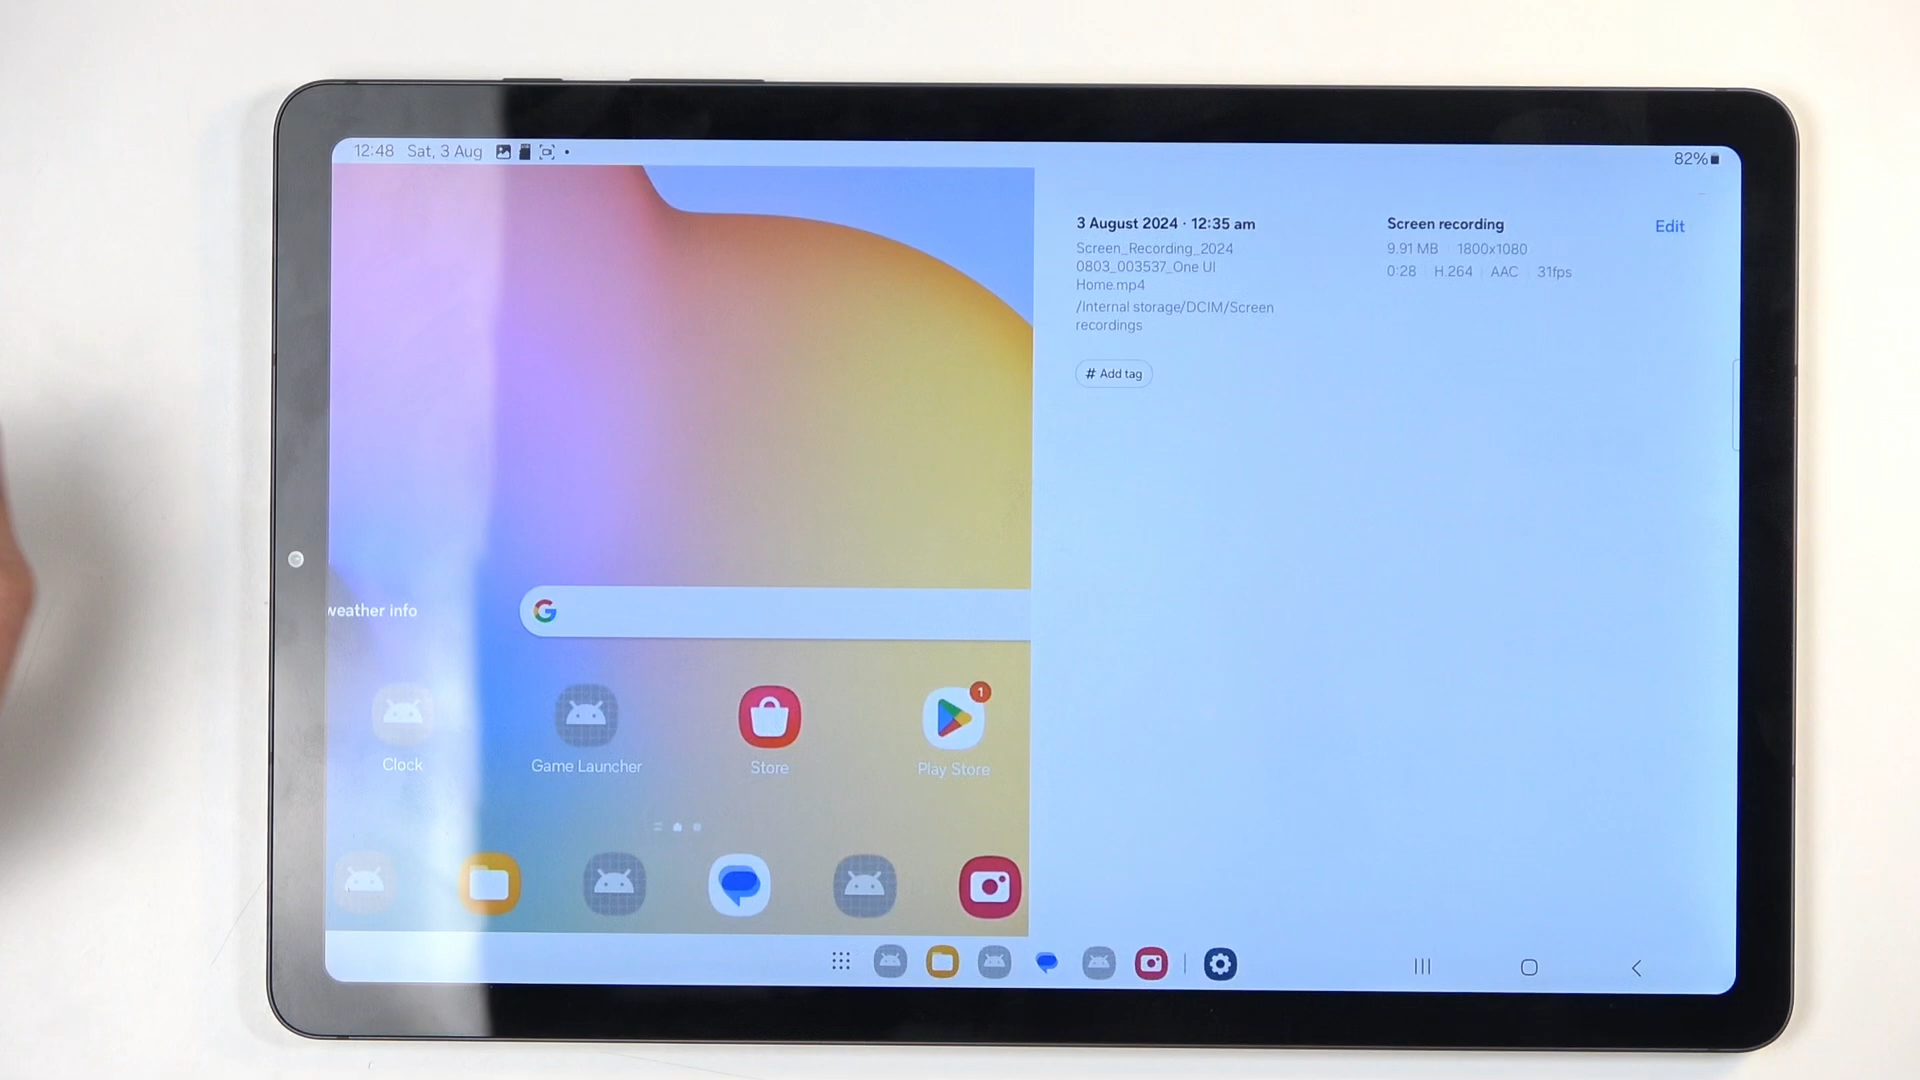 12:48 Sat, 3 Aug
82%
3 August 2024 · 12:35 am
Screen_Recording_2024
0803_003537_One UI
Home.mp4
/Internal storage/DCIM/Screen
recordings
# Add tag
Screen recording
9.91 MB 1800x1080
0:28 H.264 AAC 31fps
Edit
weather info
G
1
Clock
Game Launcher
Store
Play Store